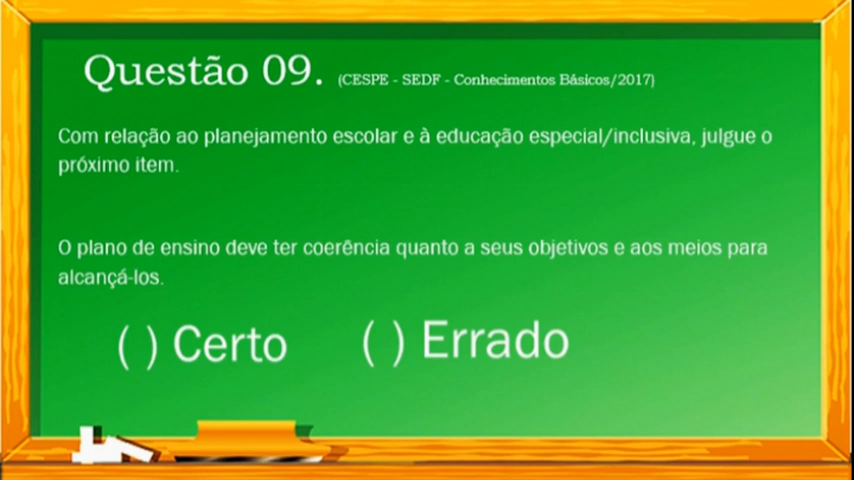 Questão 09. (CESPE - SEDF - Conhecimentos Básicos/2017)
Com relação ao planejamento escolar e à educação especial/inclusiva, julgue o
próximo item.
O plano de ensino deve ter coerência quanto a seus objetivos e aos meios para
alcançá-los.
( ) Certo ( ) Errado